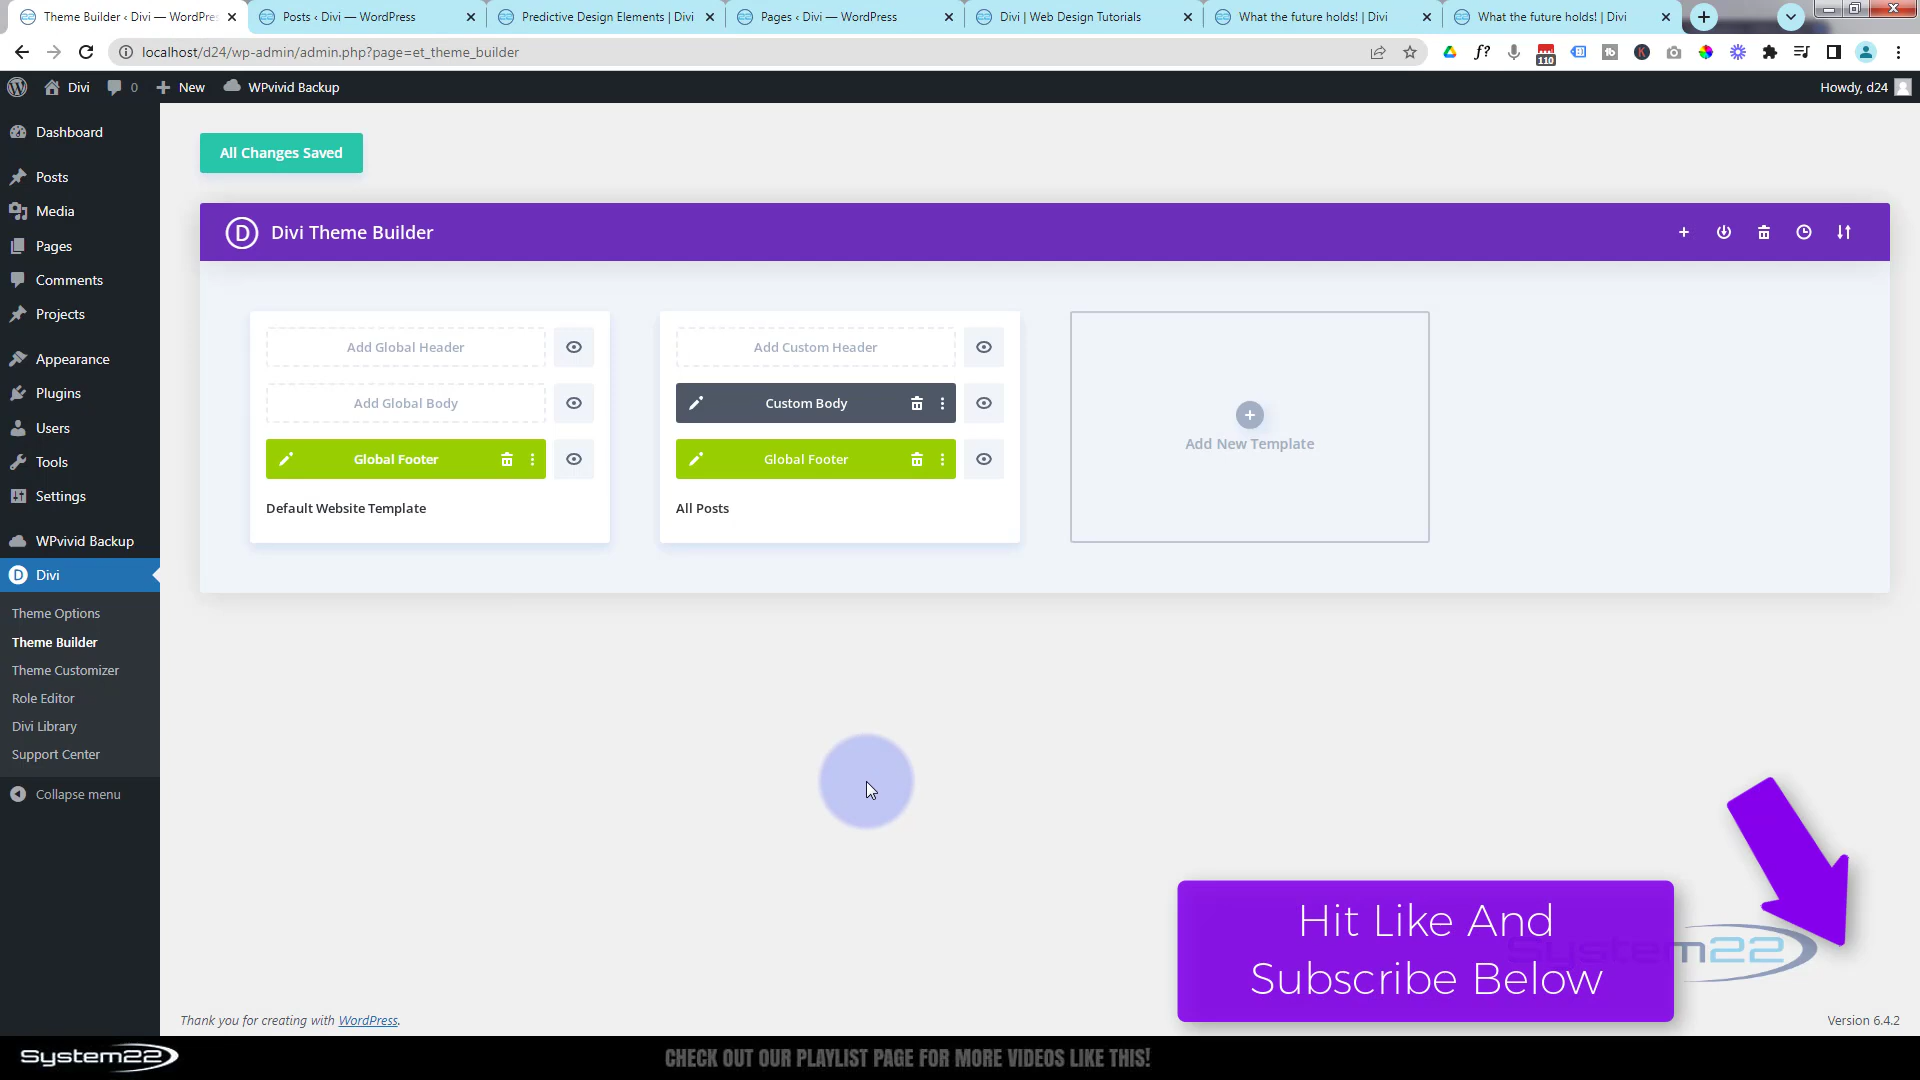 Theme Builder ‹ Divi — WordPres
Posts ‹ Divi — WordPress
Predictive Design Elements | Divi
Pages ‹ Divi — WordPress
Divi | Web Design Tutorials
What the future holds! | Divi
What the future holds! | Divi
localhost/d24/wp-admin/admin.php?page=et_theme_builder
f?
110
Divi
0
New
WPvivid Backup
Howdy, d24
Dashboard
Posts
Media
Pages
Comments
Projects
Appearance
Plugins
Users
Tools
Settings
WPvivid Backup
Divi
Theme Options
Theme Builder
Theme Customizer
Role Editor
Divi Library
Support Center
Collapse menu
All Changes Saved
D
Divi Theme Builder
Add Global Header
Add Global Body
Global Footer
Default Website Template
Add Custom Header
Custom Body
Global Footer
All Posts
Add New Template
Hit Like And
Subscribe Below
System22
Thank you for creating with WordPress.
Version 6.4.2
System22
CHECK OUT OUR PLAYLIST PAGE FOR MORE VIDEOS LIKE THIS!